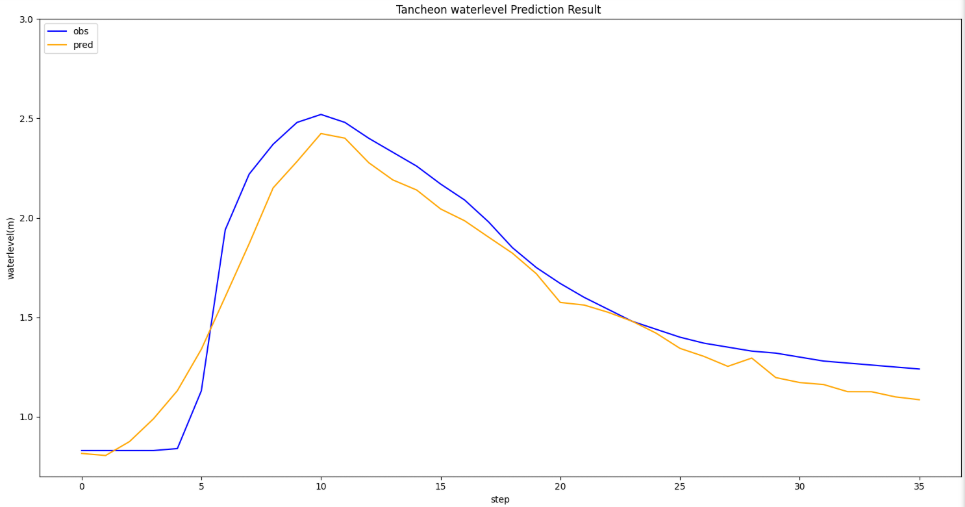 Tancheon waterlevel Prediction Result
obs
pred
waterlevel(m)
3.0
2.5
2.0
1.5
1.0
0 5 10 15 20 25 30 35
step